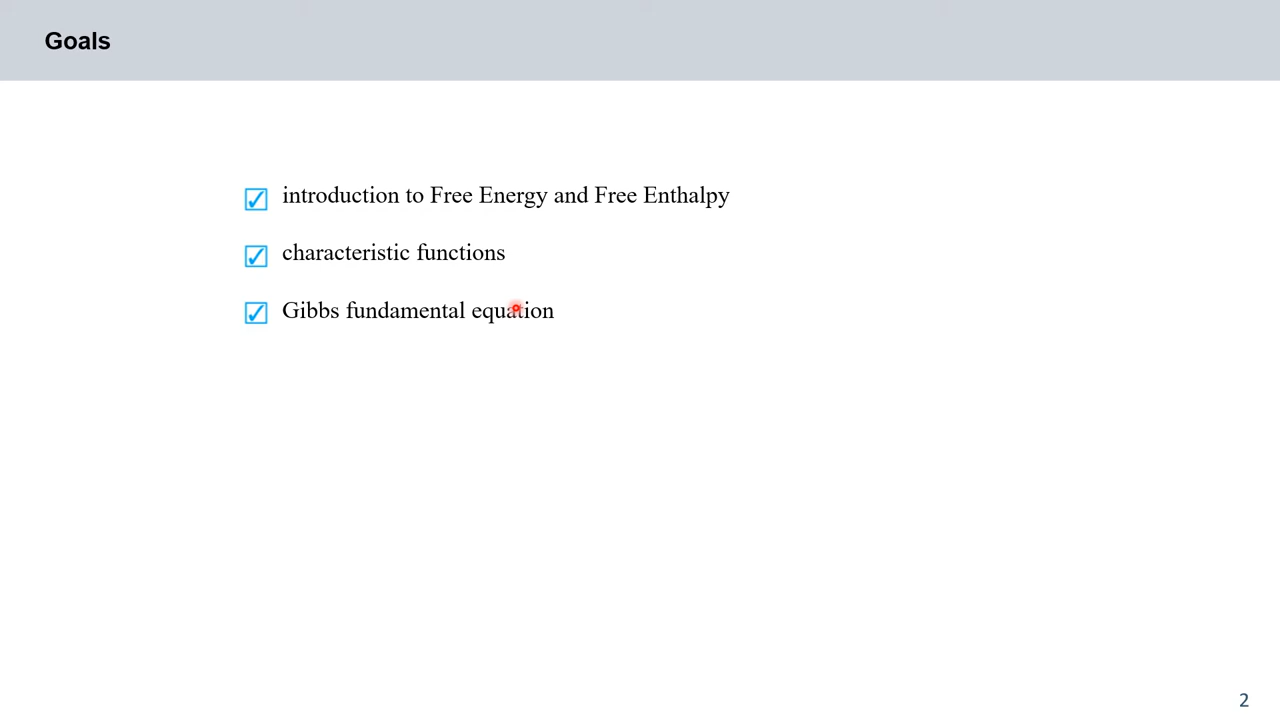 Goals
introduction to Free Energy and Free Enthalpy
characteristic functions
Gibbs fundamental equation
2